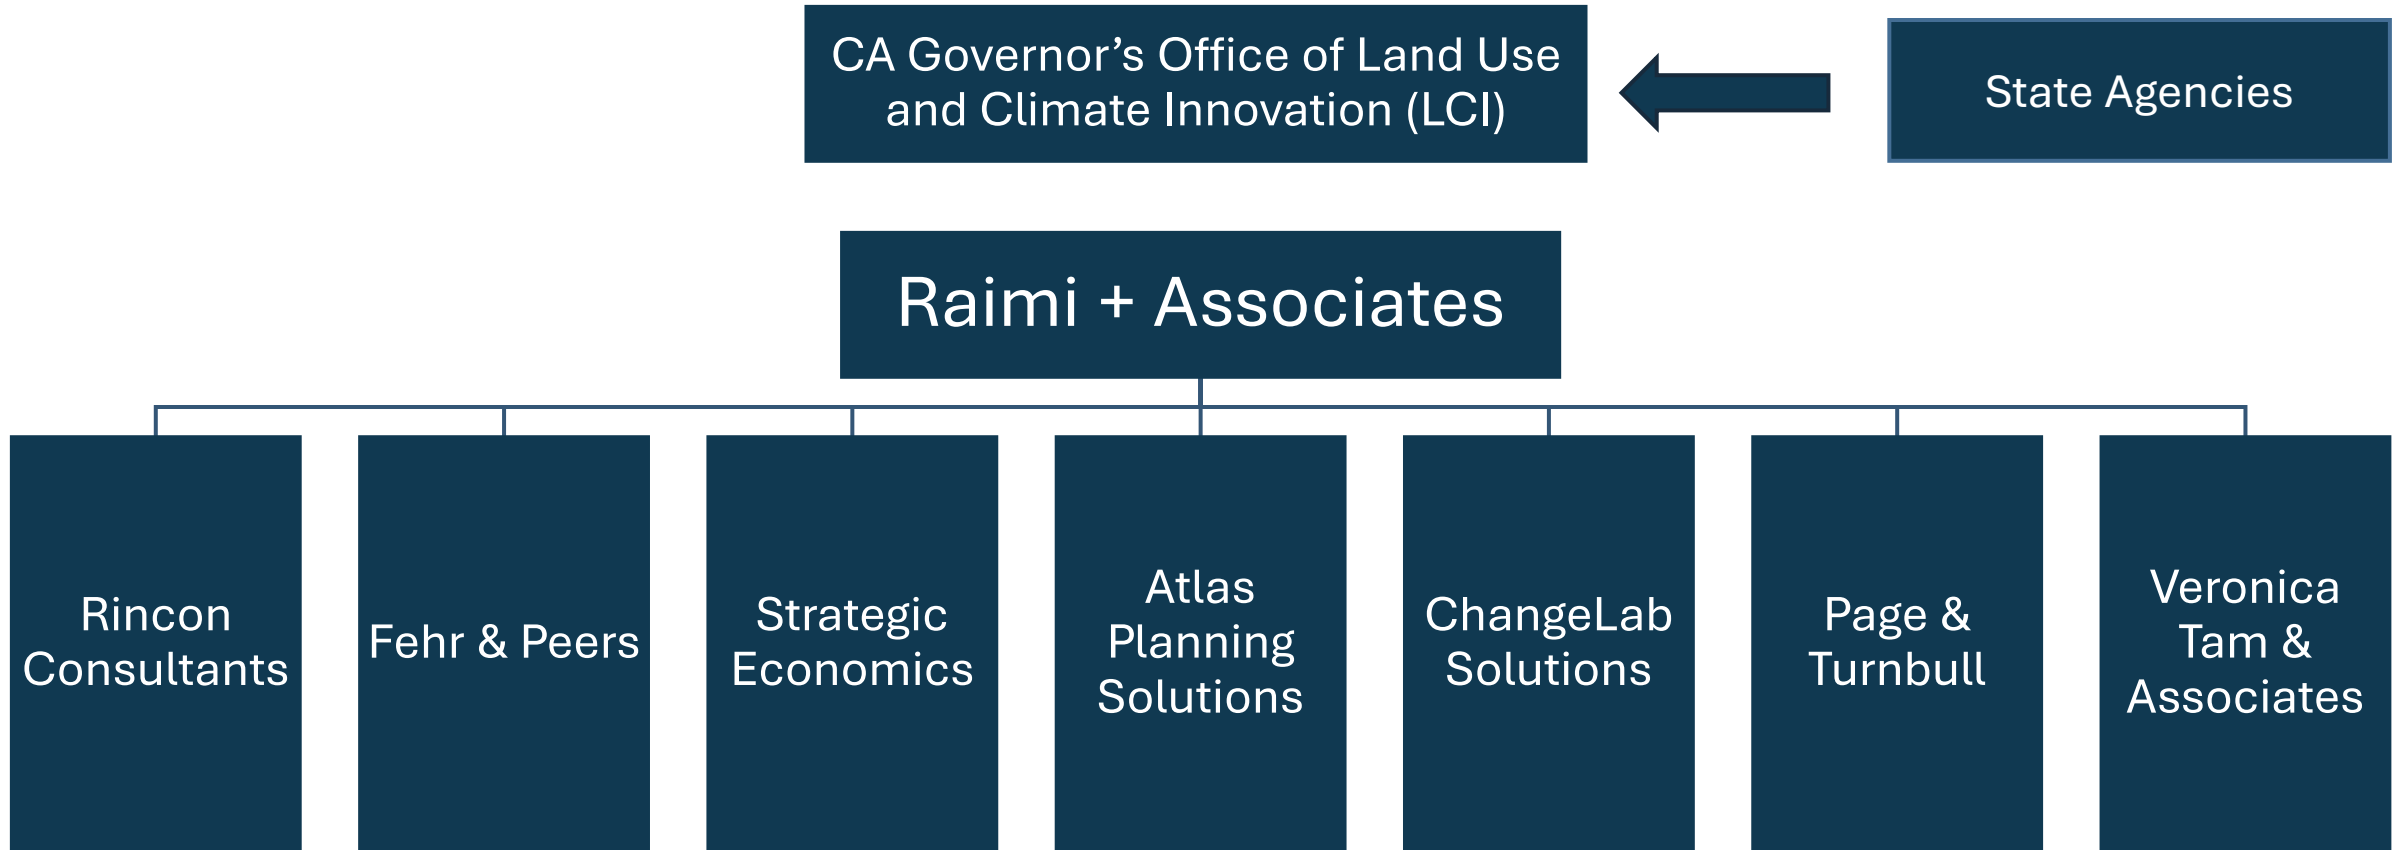 CA Governor’s Office of Land Use
and Climate Innovation (LCI)
State Agencies
Raimi + Associates
Rincon
Consultants
Fehr & Peers
Strategic
Economics
Atlas
Planning
Solutions
ChangeLab
Solutions
Page &
Turnbull
Veronica
Tam &
Associates